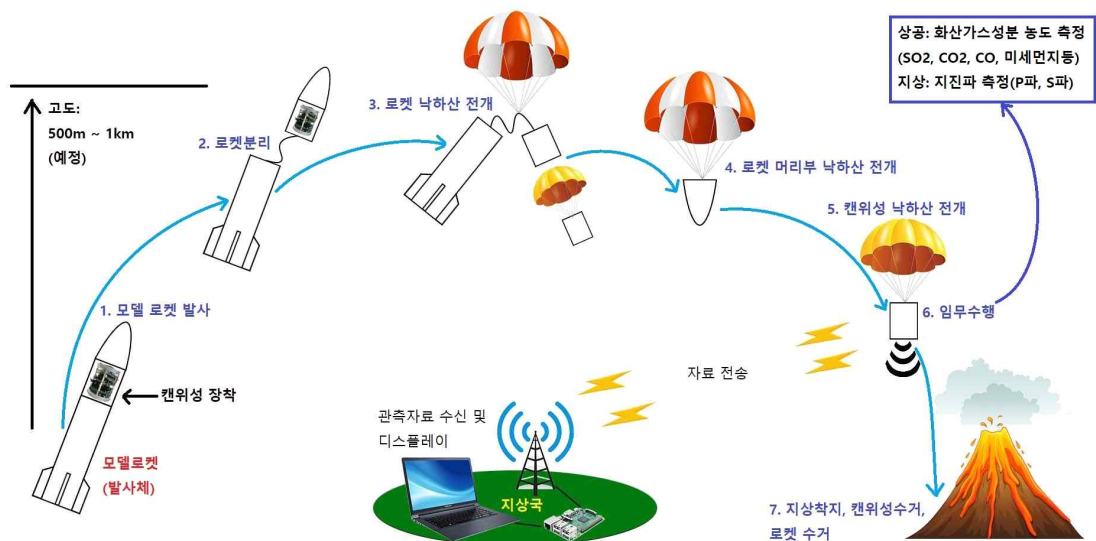 상공: 화산가스성분 농도 측정
(SO2, CO2, CO, 미세먼지등)
지상: 지진파 측정(P파, S파)
고도:
500m ~ 1km
(예정)
3. 로켓 낙하산 전개
2. 로켓분리
4. 로켓 머리부 낙하산 전개
5. 캔위성 낙하산 전개
1. 모델 로켓 발사
6. 임무수행
캔위성 장착
자료 전송
관측자료 수신 및
디스플레이
모델로켓
(발사체)
지상국
7. 지상착지, 캔위성수거,
로켓 수거